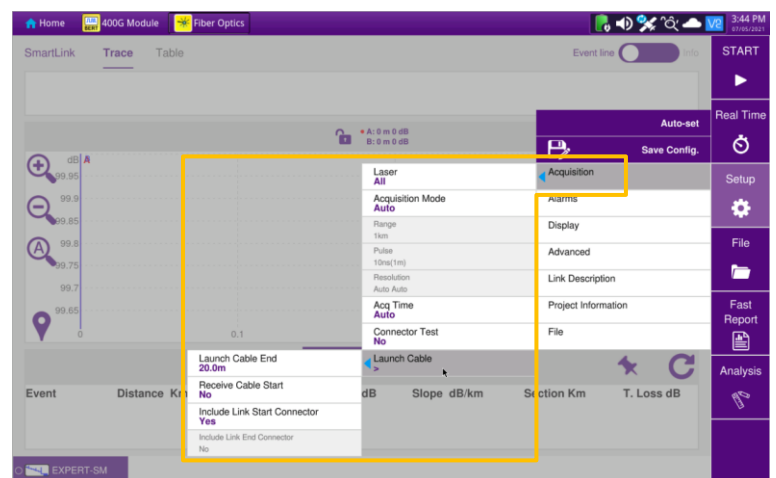 Home
400G Module
Fiber Optics
V2
3:44 PM
07/05/2021
SmartLink Trace Table
Event line
Info
START
A: 0 m 0 dB
B: 0 m 0 dB
Auto-set
Save Config.
Real Time
dB
A
99.95
99.9
99.85
99.8
99.75
99.7
99.65
0
0.1
Laser
All
Acquisition Mode
Auto
Range
1km
Pulse
10ns(1m)
Resolution
Auto Auto
Acq Time
Auto
Connector Test
No
Launch Cable
>
Acquisition
Alarms
Display
Advanced
Link Description
Project Information
File
Setup
File
Fast
Report
Analysis
Launch Cable End
20.0m
Receive Cable Start
No
Include Link Start Connector
Yes
Include Link End Connector
No
Event Distance Km dB Slope dB/km Section Km T. Loss dB
EXPERT-SM